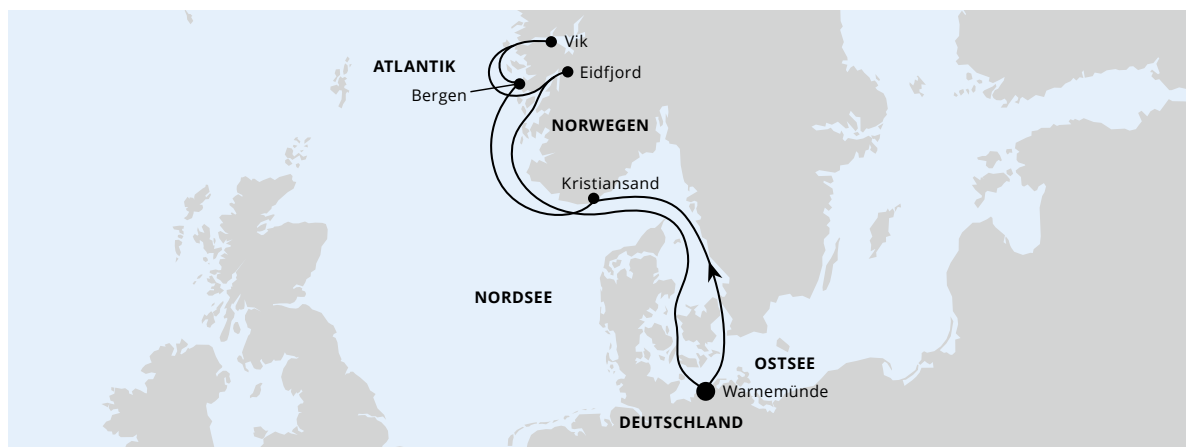 Vik
ATLANTIK
Eidfjord
Bergen
NORWEGEN
Kristiansand
NORDSEE
OSTSEE
Warnemünde
DEUTSCHLAND